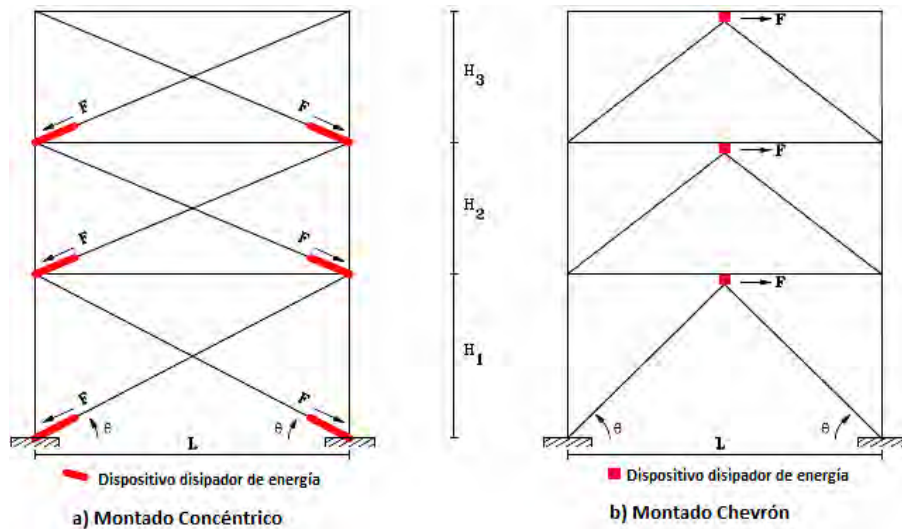 F
F
F
F
F
F
θ
θ
L
Dispositivo disipador de energía
a) Montado Concéntrico
H3
H2
H1
F
F
F
θ
θ
L
Dispositivo disipador de energía
b) Montado Chevrón